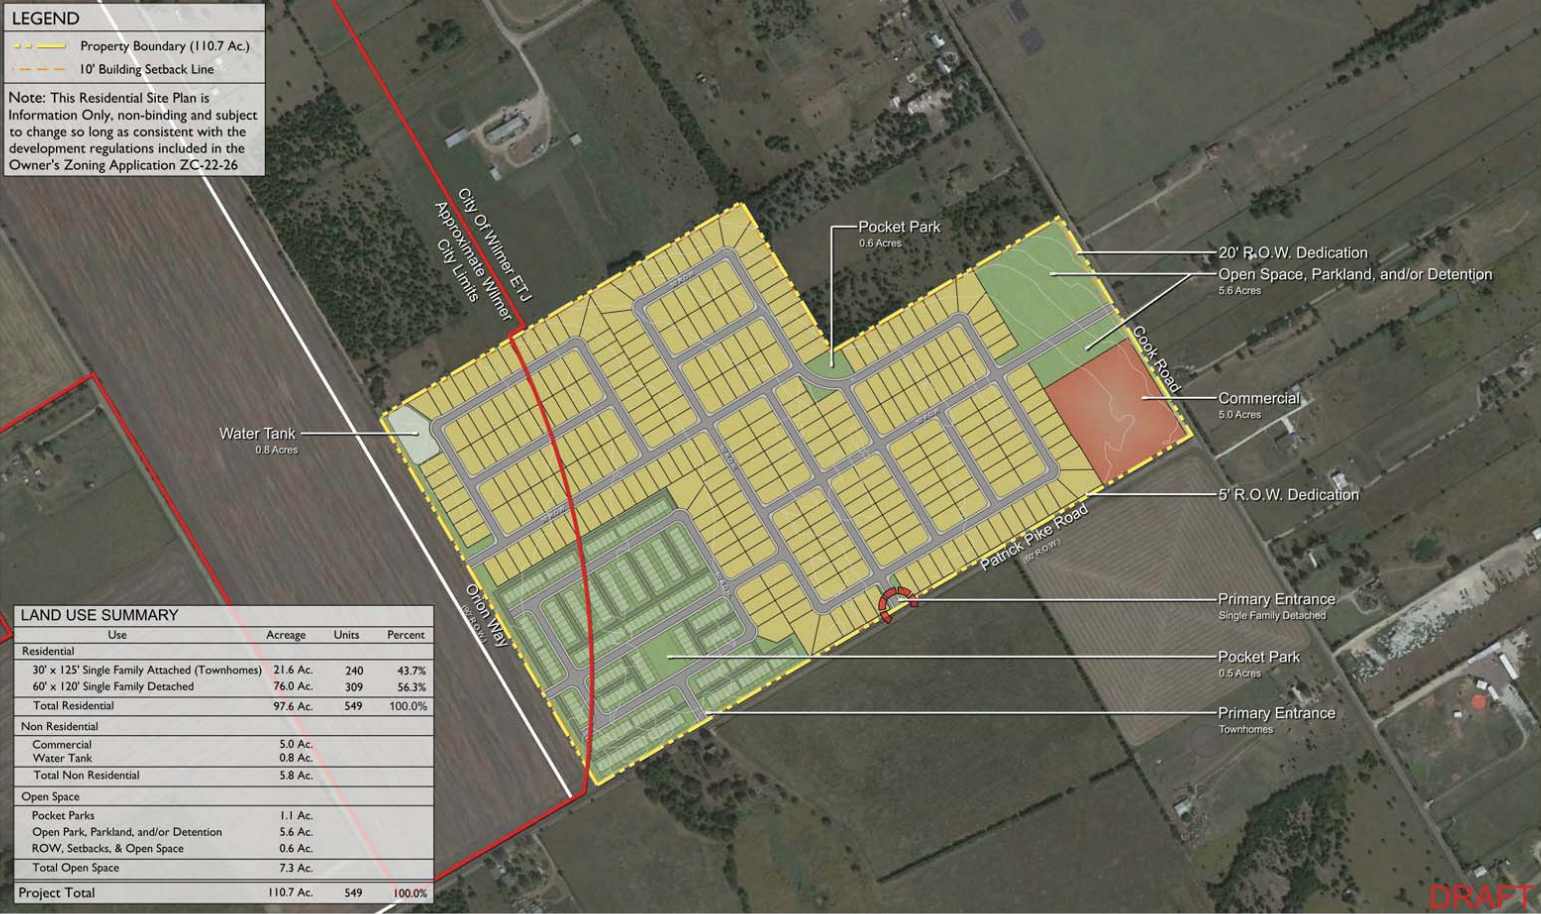 LEGEND
Property Boundary (110.7 Ac.)
10' Building Setback Line
Note: This Residential Site Plan is
Information Only, non-binding and subject
to change so long as consistent with the
development regulations included in the
Owner's Zoning Application ZC-22-26
City Of Wilmer ETJ
Approximate Wilmer
City Limits
Pocket Park
0.6 Acres
20' R.O.W. Dedication
Open Space, Parkland, and/or Detention
5.6 Acres
Cook Road
Commercial
5.0 Acres
Water Tank
0.8 Acres
5' R.O.W. Dedication
Patrick Pike Road
(60' R.O.W.)
Orion Way
(90' R.O.W.)
Primary Entrance
Single Family Detached
Pocket Park
0.5 Acres
Primary Entrance
Townhomes
LAND USE SUMMARY
Use Acreage Units Percent
Residential
30' x 125' Single Family Attached (Townhomes) 21.6 Ac. 240 43.7%
60' x 120' Single Family Detached 76.0 Ac. 309 56.3%
Total Residential 97.6 Ac. 549 100.0%
Non Residential
Commercial 5.0 Ac.
Water Tank 0.8 Ac.
Total Non Residential 5.8 Ac.
Open Space
Pocket Parks 1.1 Ac.
Open Park, Parkland, and/or Detention 5.6 Ac.
ROW, Setbacks, & Open Space 0.6 Ac.
Total Open Space 7.3 Ac.
Project Total 110.7 Ac. 549 100.0%
DRAFT